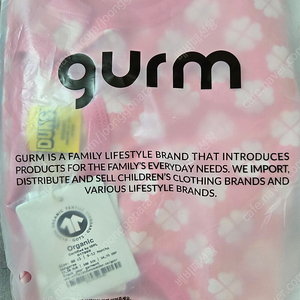 gurm
GURM IS A FAMILY LIFESTYLE BRAND THAT INTRODUCES
PRODUCTS FOR THE FAMILY'S EVERYDAY NEEDS. WE IMPORT,
DISTRIBUTE AND SELL CHILDREN'S CLOTHING BRANDS AND
VARIOUS LIFESTYLE BRANDS.
Organic